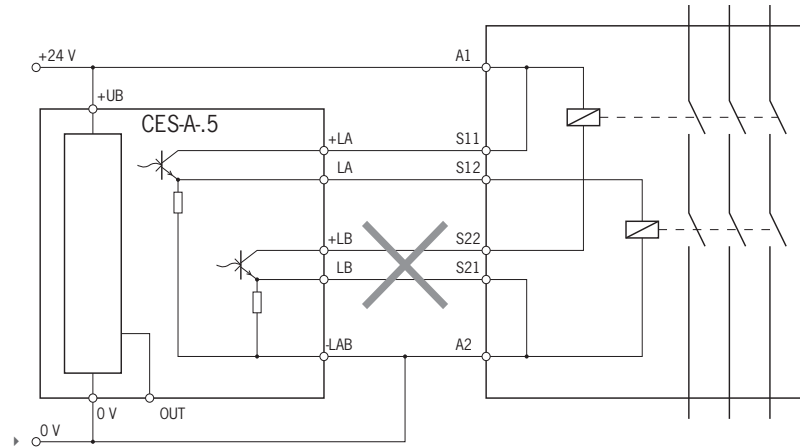 +24 V
A1
+UB
CES-A-.5
+LA
S11
LA
S12
+LB
S22
LB
S21
-LAB
A2
0 V
OUT
0 V